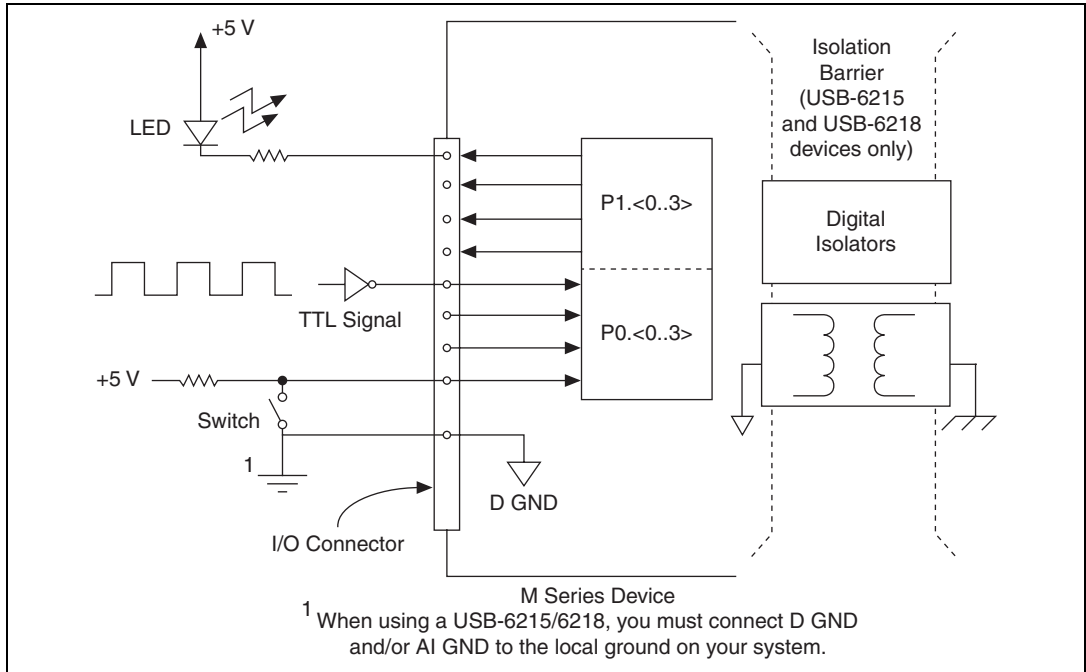 +5 V
LED
Isolation
Barrier
(USB-6215
and USB-6218
devices only)
P1.<0..3>
Digital
Isolators
TTL Signal
P0.<0..3>
+5 V
Switch
1
D GND
I/O Connector
M Series Device
1 When using a USB-6215/6218, you must connect D GND
and/or AI GND to the local ground on your system.